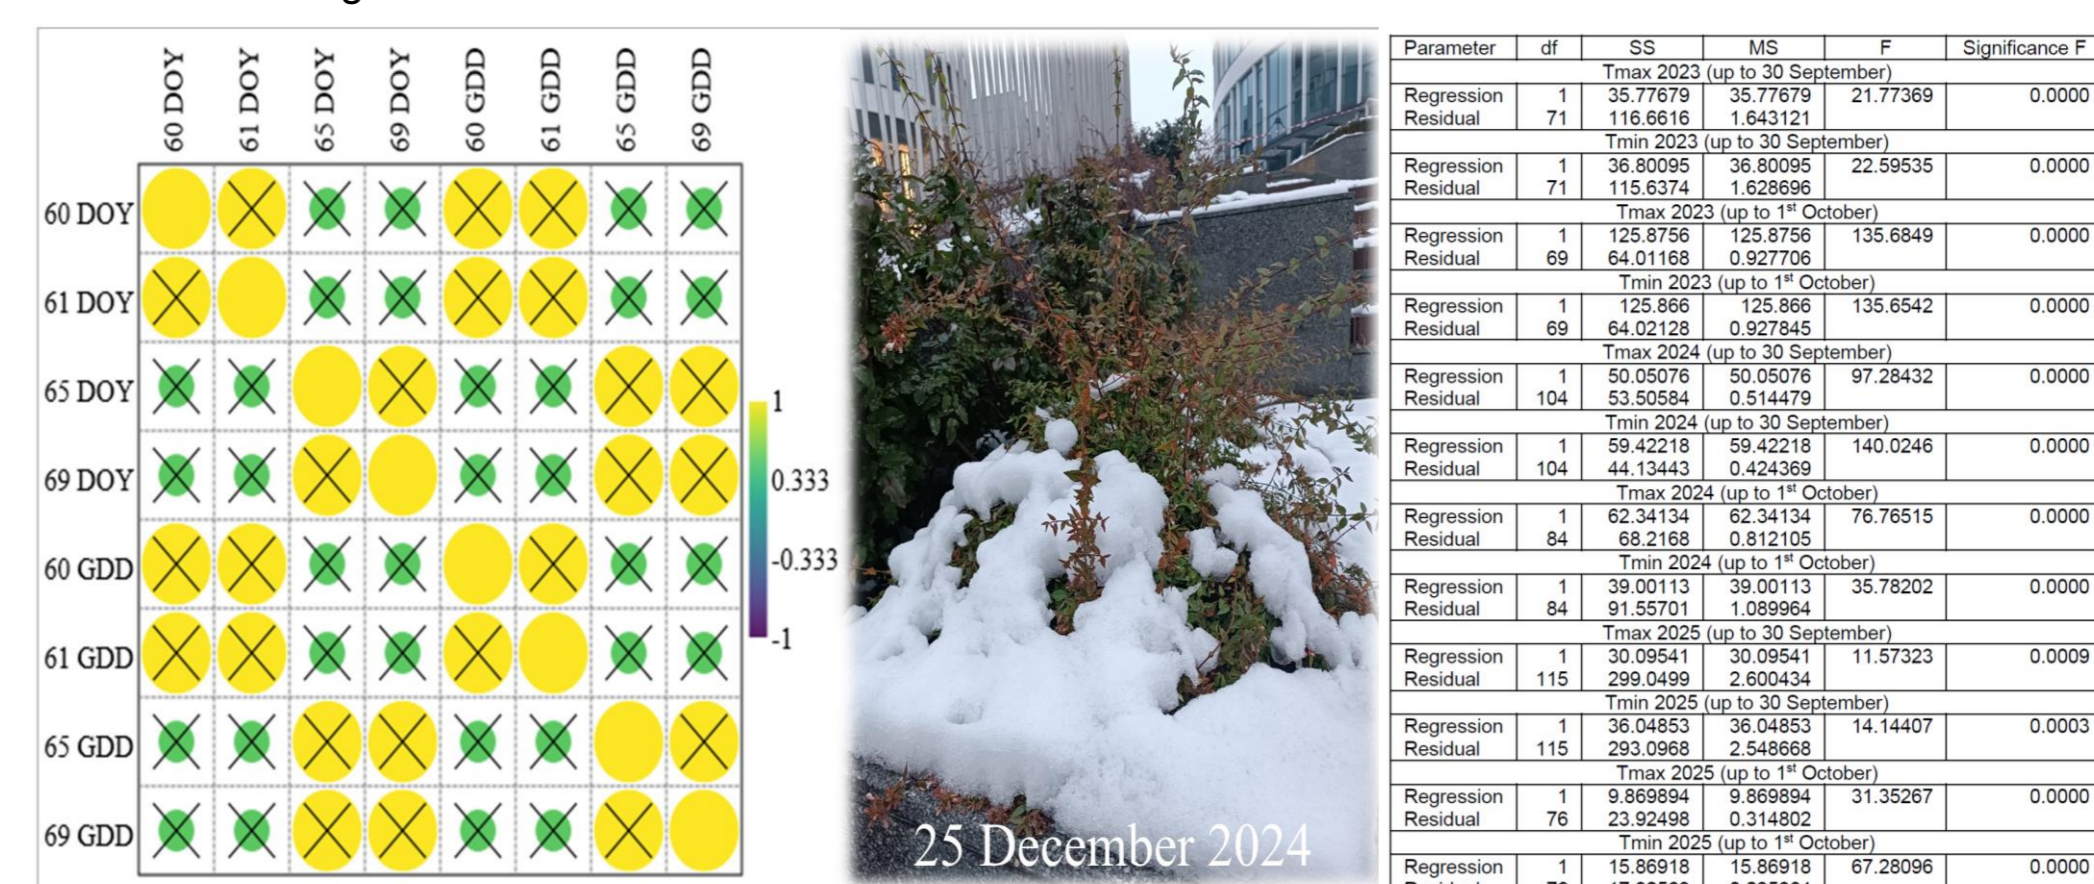 60 DOY 61 DOY 65 DOY 69 DOY 60 GDD 61 GDD 65 GDD 69 GDD
60 DOY
61 DOY
65 DOY
69 DOY
60 GDD
61 GDD
65 GDD
69 GDD
1
0.333
-0.333
-1
25 December 2024
Parameter df SS MS F Significance F
Tmax 2023 (up to 30 September)
Regression 1 35.77679 35.77679 21.77369 0.0000
Residual 71 116.6616 1.643121
Tmin 2023 (up to 30 September)
Regression 1 36.80095 36.80095 22.59535 0.0000
Residual 71 115.6374 1.628696
Tmax 2023 (up to 1st October)
Regression 1 125.8756 125.8756 135.6849 0.0000
Residual 69 64.01168 0.927706
Tmin 2023 (up to 1st October)
Regression 1 125.866 125.866 135.6542 0.0000
Residual 69 64.02128 0.927845
Tmax 2024 (up to 30 September)
Regression 1 50.05076 50.05076 97.28432 0.0000
Residual 104 53.50584 0.514479
Tmin 2024 (up to 30 September)
Regression 1 59.42218 59.42218 140.0246 0.0000
Residual 104 44.13443 0.424369
Tmax 2024 (up to 1st October)
Regression 1 62.34134 62.34134 76.76515 0.0000
Residual 84 68.2168 0.812105
Tmin 2024 (up to 1st October)
Regression 1 39.00113 39.00113 35.78202 0.0000
Residual 84 91.55701 1.089964
Tmax 2025 (up to 30 September)
Regression 1 30.09541 30.09541 11.57323 0.0009
Residual 115 299.0499 2.600434
Tmin 2025 (up to 30 September)
Regression 1 36.04853 36.04853 14.14407 0.0003
Residual 115 293.0968 2.548668
Tmax 2025 (up to 1st October)
Regression 1 9.869894 9.869894 31.35267 0.0000
Residual 76 23.92498 0.314802
Tmin 2025 (up to 1st October)
Regression 1 15.86918 15.86918 67.28096 0.0000